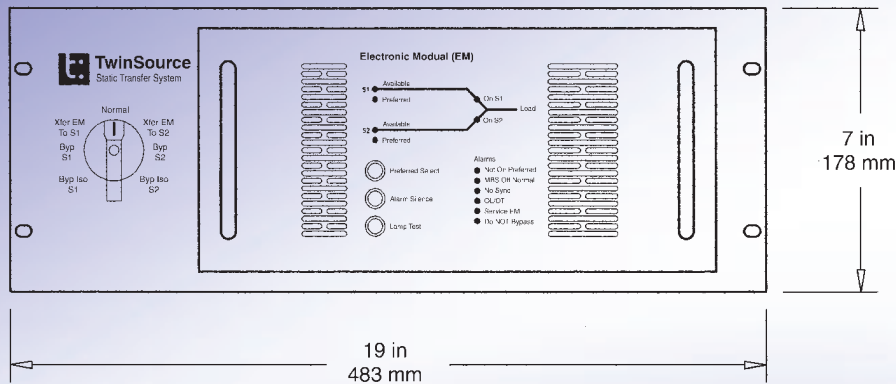 TwinSource
Static Transfer System
Normal
Xfer EM
To S1
Xfer EM
To S2
Byp
S1
Byp
S2
Byp Iso
S1
Byp Iso
S2
Electronic Modual (EM)
S1
Available
Preferred
S2
Available
Preferred
On S1
On S2
Load
Preferred Select
Alarm Silence
Lamp Test
Alarms
Not On Preferred
MBS Off Normal
No Sync
OL/OT
Service EM
Do NOT Bypass
7 in
178 mm
19 in
483 mm